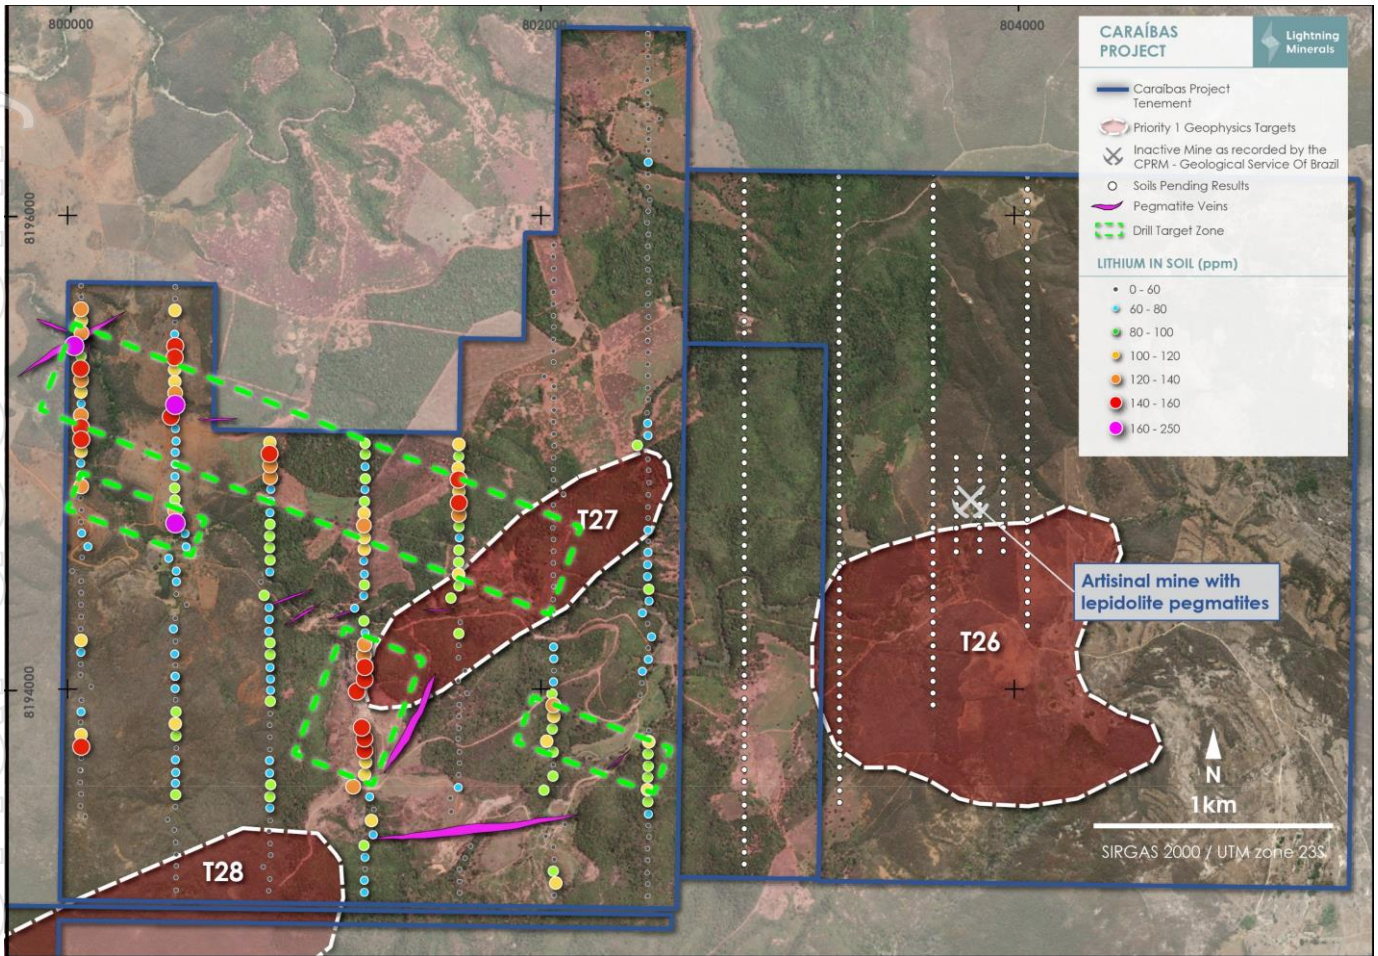 800000
802000
804000
8196000
8194000
CARAÍBAS
PROJECT
Lightning
Minerals
Caraíbas Project
Tenement
Priority 1 Geophysics Targets
Inactive Mine as recorded by the
CPRM - Geological Service Of Brazil
Soils Pending Results
Pegmatite Veins
Drill Target Zone
LITHIUM IN SOIL (ppm)
0 - 60
60 - 80
80 - 100
100 - 120
120 - 140
140 - 160
160 - 250
T27
Artisinal mine with
lepidolite pegmatites
T26
T28
N
1km
SIRGAS 2000 / UTM zone 23S